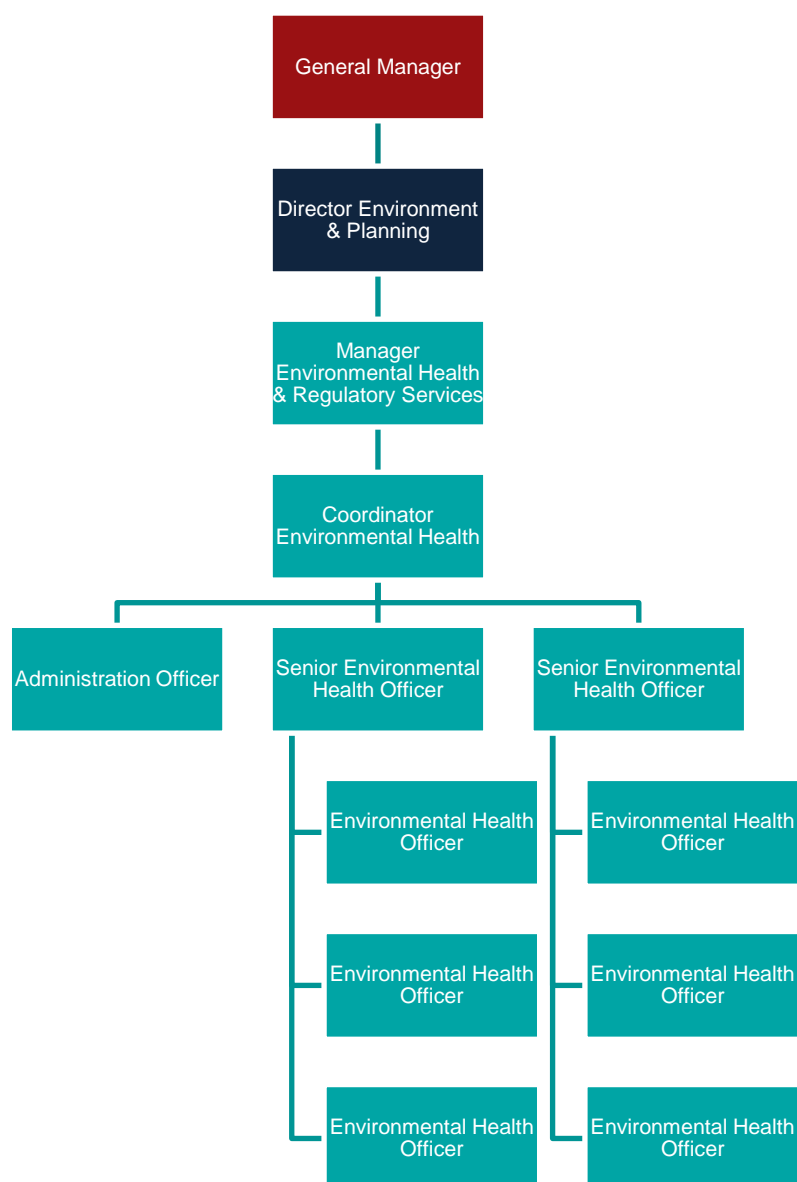 General Manager
Director Environment
& Planning
Manager
Environmental Health
& Regulatory Services
Coordinator
Environmental Health
Administration Officer
Senior Environmental
Health Officer
Senior Environmental
Health Officer
Environmental Health
Officer
Environmental Health
Officer
Environmental Health
Officer
Environmental Health
Officer
Environmental Health
Officer
Environmental Health
Officer